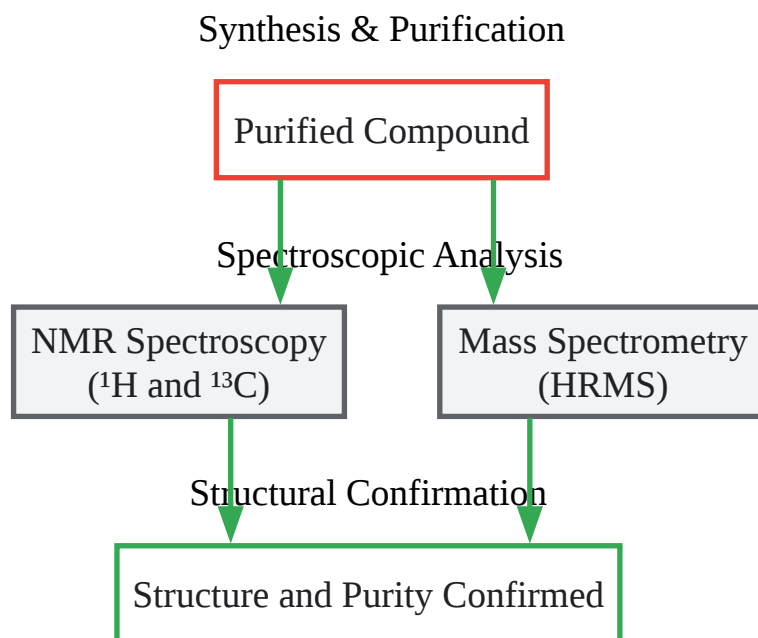 Synthesis & Purification
Purified Compound
Spectroscopic Analysis
NMR Spectroscopy
(¹H and ¹³C)
Mass Spectrometry
(HRMS)
Structural Confirmation
Structure and Purity Confirmed